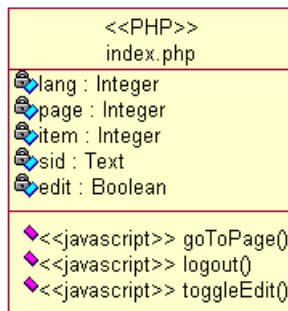 <<PHP>>
index.php
lang : Integer
page : Integer
item : Integer
sid : Text
edit : Boolean
<<javascript>> goToPage()
<<javascript>> logout()
<<javascript>> toggleEdit()